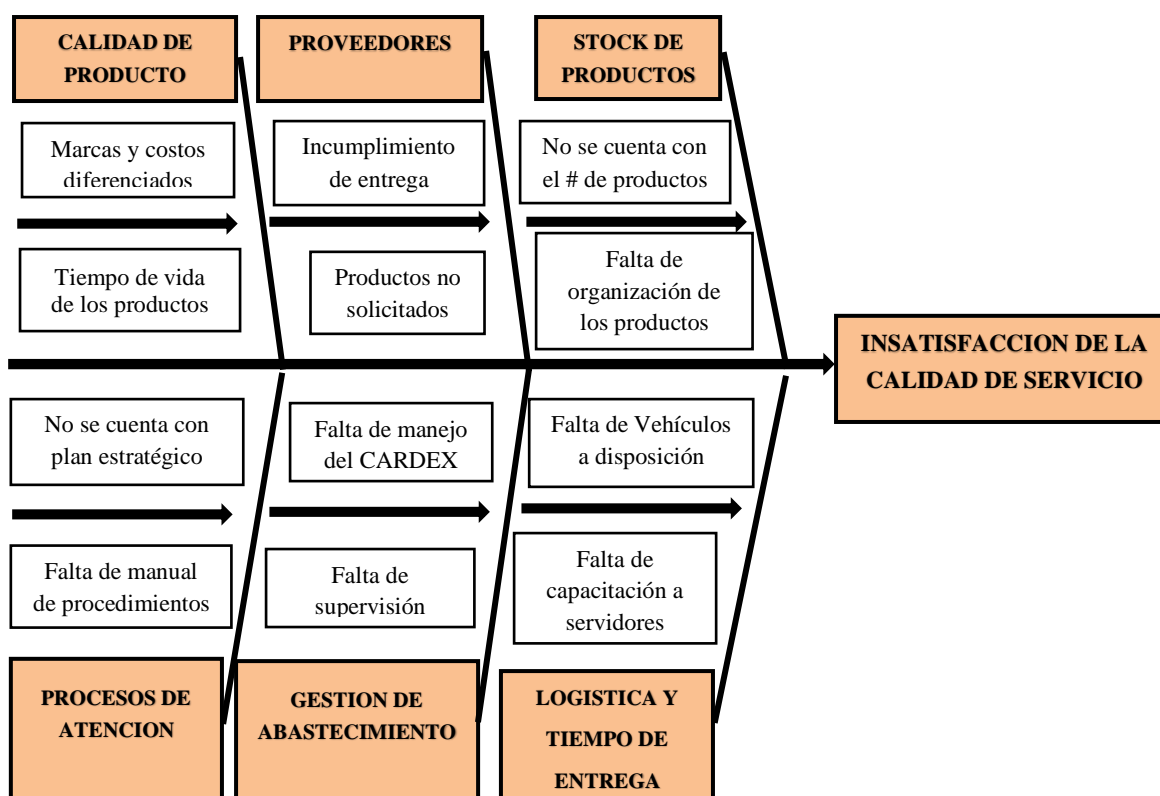 CALIDAD DE
PRODUCTO
PROVEEDORES
STOCK DE
PRODUCTOS
Marcas y costos
diferenciados
Incumplimiento
de entrega
No se cuenta con
el # de productos
Tiempo de vida
de los productos
Productos no
solicitados
Falta de
organización de
los productos
INSATISFACCION DE LA
CALIDAD DE SERVICIO
No se cuenta con
plan estratégico
Falta de manejo
del CARDEX
Falta de Vehículos
a disposición
Falta de manual
de procedimientos
Falta de
supervisión
Falta de
capacitación a
servidores
PROCESOS DE
ATENCION
GESTION DE
ABASTECIMIENTO
LOGISTICA Y
TIEMPO DE
ENTREGA